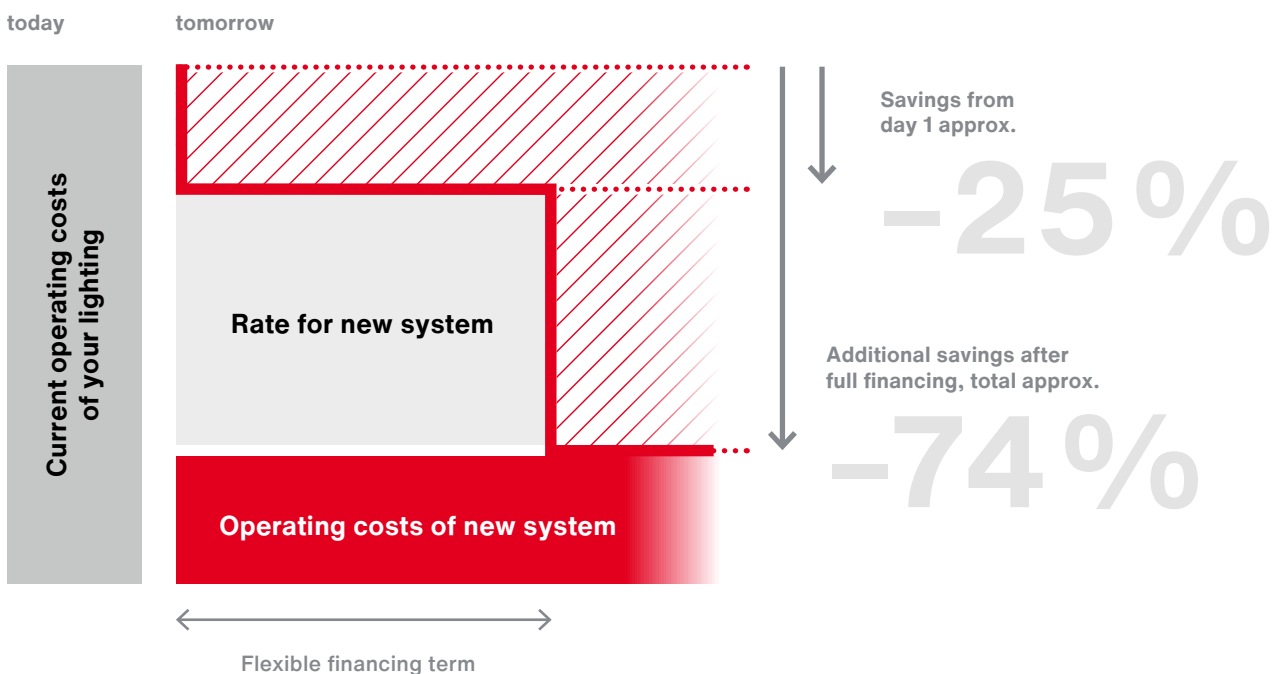 today
tomorrow
Current operating costs
of your lighting
Savings from
day 1 approx.
–25%
Rate for new system
Additional savings after
full financing, total approx.
–74%
Operating costs of new system
Flexible financing term